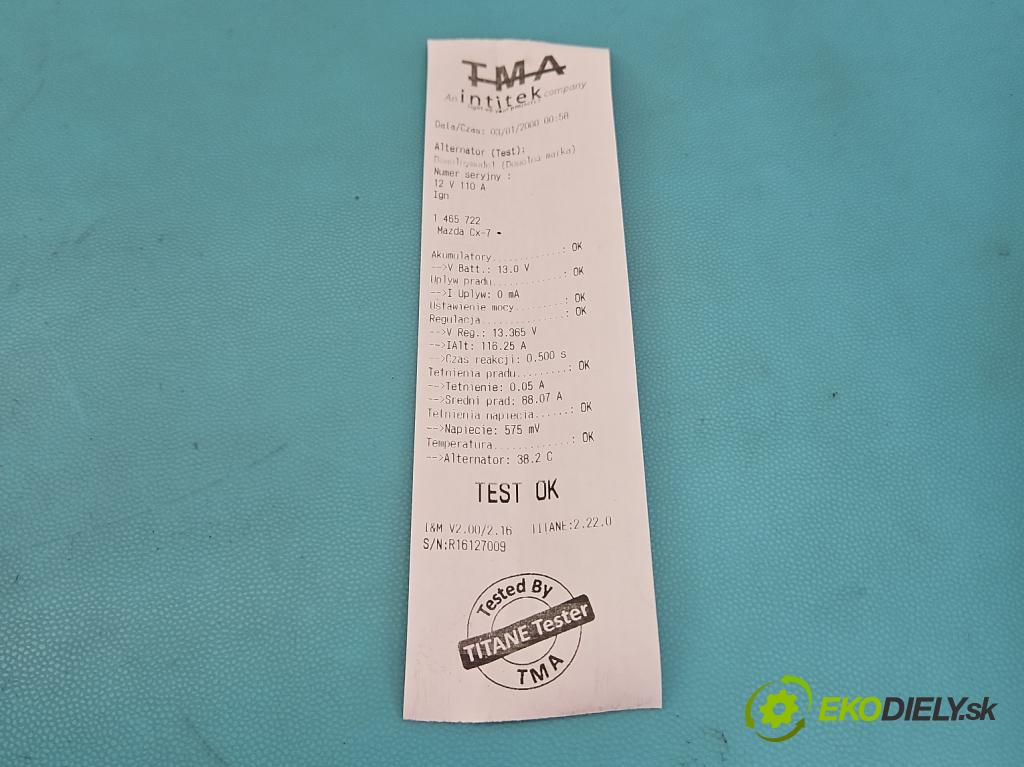 TMA
An intitek company
Data/Czas: 03/01/2000 00:58
Alternator (Test):
(Dowolna marka)
Numer seryjny :
12 V 110 A
Ign
1 465 722
Mazda Cx-7 -
Akumulatory............: OK
-->V Batt.: 13.0 V
Uplyw pradu............: OK
-->I Uplyw: 0 mA
Ustawienie mocy........: OK
Regulacja..............: OK
-->V Reg.: 13.365 V
-->IAlt: 116.25 A
-->Czas reakcji: 0.500 s
Tetnienia pradu.........: OK
-->Tetnienie: 0.05 A
-->Sredni prad: 88.07 A
Tetnienia napiecia......: OK
-->Napiecie: 575 mV
Temperatura.............: OK
-->Alternator: 38.2 C
TEST OK
I&M V2.00/2.16 TITANE:2.22.0
S/N:R16127009
Tested By
TITANE Tester
TMA
EKODIELY.sk